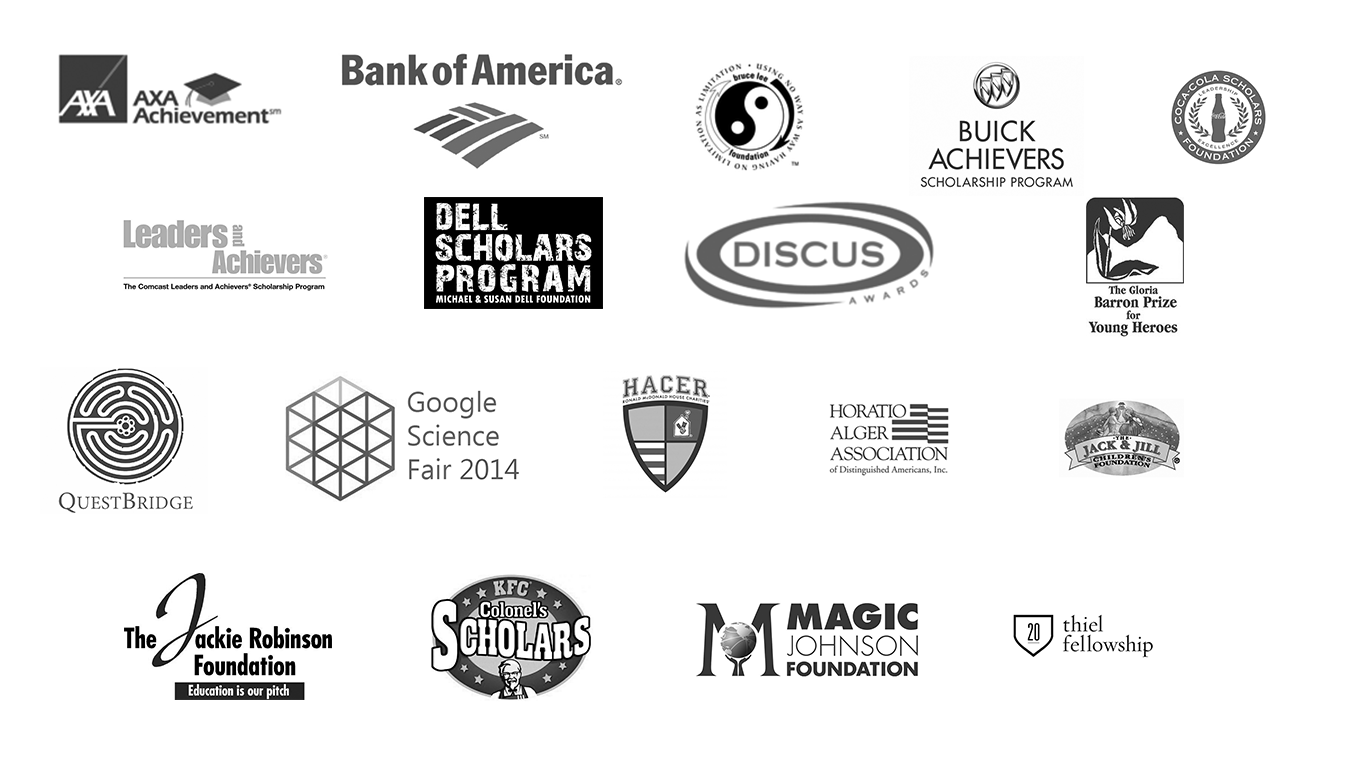 AXA
AXA
Achievement℠
Bank of America®
SM
USING NO WAY AS WAY • HAVING NO LIMITATION AS LIMITATION •
bruce lee
foundation
™
BUICK
ACHIEVERS
SCHOLARSHIP PROGRAM
COCA-COLA SCHOLARS
LEADERSHIP
EXCELLENCE
FOUNDATION
Leaders and
Achievers®
The Comcast Leaders and Achievers® Scholarship Program
DELL
SCHOLARS
PROGRAM
MICHAEL & SUSAN DELL FOUNDATION
DISCUS
AWARDS
The Gloria
Barron Prize
for
Young Heroes
QUESTBRIDGE
Google
Science
Fair 2014
HACER
RONALD McDONALD HOUSE CHARITIES
HORATIO
ALGER
ASSOCIATION
of Distinguished Americans, Inc.
THE
JACK & JILL
CHILDREN'S
FOUNDATION
The Jackie Robinson
Foundation
Education is our pitch
KFC
Colonel's
SCHOLARS
M MAGIC
JOHNSON
FOUNDATION
20
thiel
fellowship